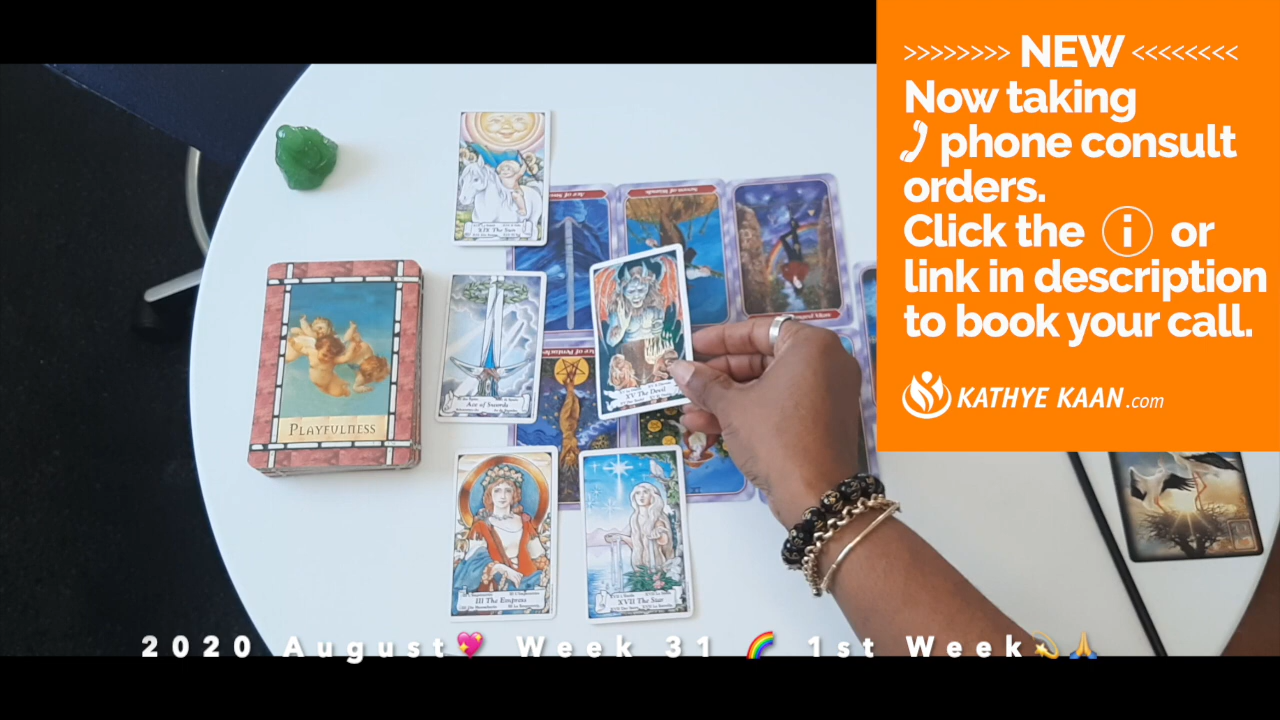 >>>>>>>> NEW <<<<<<<<
Now taking
phone consult
orders.
Click the i or
link in description
to book your call.
KATHYE KAAN.com
XIX The Sun
Ace of Swords
XV The Devil
PLAYFULNESS
III The Empress
XVII The Star
2020 August💖 Week 31 🌈 1st Week💫🙏